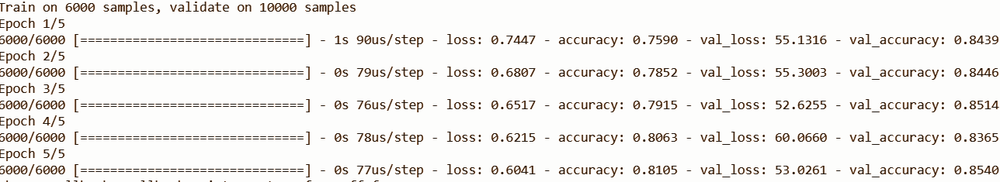 Train on 6000 samples, validate on 10000 samples
Epoch 1/5
6000/6000 [==============================] - 1s 90us/step - loss: 0.7447 - accuracy: 0.7590 - val_loss: 55.1316 - val_accuracy: 0.8439
Epoch 2/5
6000/6000 [==============================] - 0s 79us/step - loss: 0.6807 - accuracy: 0.7852 - val_loss: 55.3003 - val_accuracy: 0.8446
Epoch 3/5
6000/6000 [==============================] - 0s 76us/step - loss: 0.6517 - accuracy: 0.7915 - val_loss: 52.6255 - val_accuracy: 0.8514
Epoch 4/5
6000/6000 [==============================] - 0s 78us/step - loss: 0.6215 - accuracy: 0.8063 - val_loss: 60.0660 - val_accuracy: 0.8365
Epoch 5/5
6000/6000 [==============================] - 0s 77us/step - loss: 0.6041 - accuracy: 0.8105 - val_loss: 53.0261 - val_accuracy: 0.8540